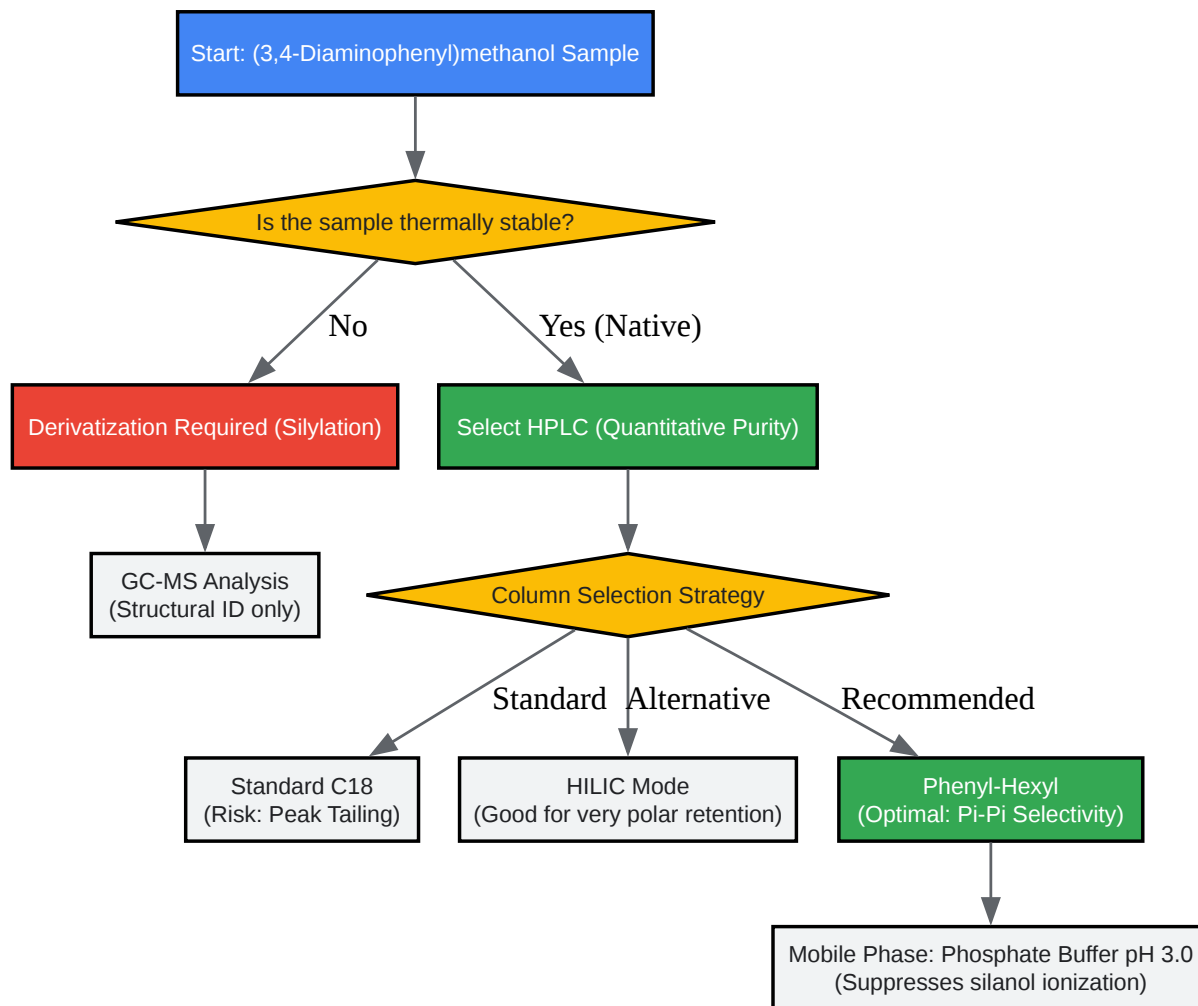 Start: (3,4-Diaminophenyl)methanol Sample
Is the sample thermally stable?
No
Yes (Native)
Derivatization Required (Silylation)
Select HPLC (Quantitative Purity)
GC-MS Analysis
(Structural ID only)
Column Selection Strategy
Standard
Alternative
Recommended
Standard C18
(Risk: Peak Tailing)
HILIC Mode
(Good for very polar retention)
Phenyl-Hexyl
(Optimal: Pi-Pi Selectivity)
Mobile Phase: Phosphate Buffer pH 3.0
(Suppresses silanol ionization)